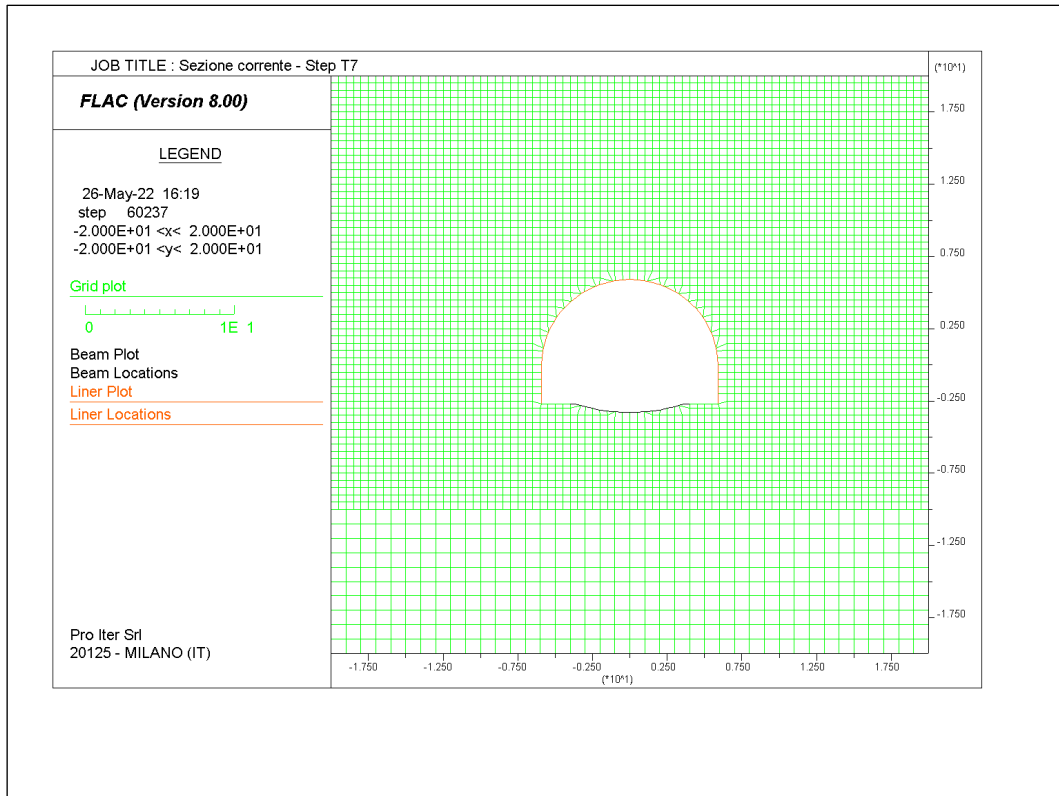 JOB TITLE : Sezione corrente - Step T7
(*10^1)
FLAC (Version 8.00)
LEGEND
26-May-22 16:19
step 60237
-2.000E+01 <x< 2.000E+01
-2.000E+01 <y< 2.000E+01
Grid plot
0 1E 1
Beam Plot
Beam Locations
Liner Plot
Liner Locations
Pro Iter Srl
20125 - MILANO (IT)
1.750
1.250
0.750
0.250
-0.250
-0.750
-1.250
-1.750
-1.750 -1.250 -0.750 -0.250 0.250 0.750 1.250 1.750
(*10^1)